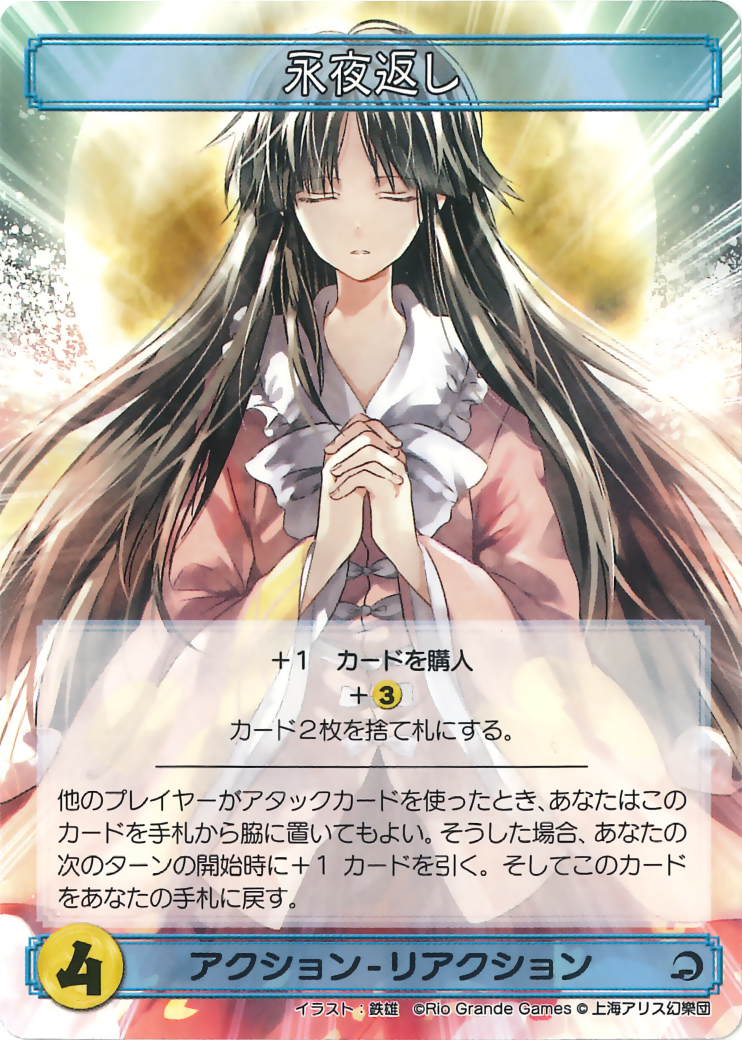 永夜返し
＋１　カードを購入
＋3
カード２枚を捨て札にする。
他のプレイヤーがアタックカードを使ったとき、あなたはこの
カードを手札から脇に置いてもよい。そうした場合、あなたの
次のターンの開始時に＋１ カードを引く。そしてこのカード
をあなたの手札に戻す。
4
アクション - リアクション
イラスト：鉄雄　©Rio Grande Games © 上海アリス幻樂団